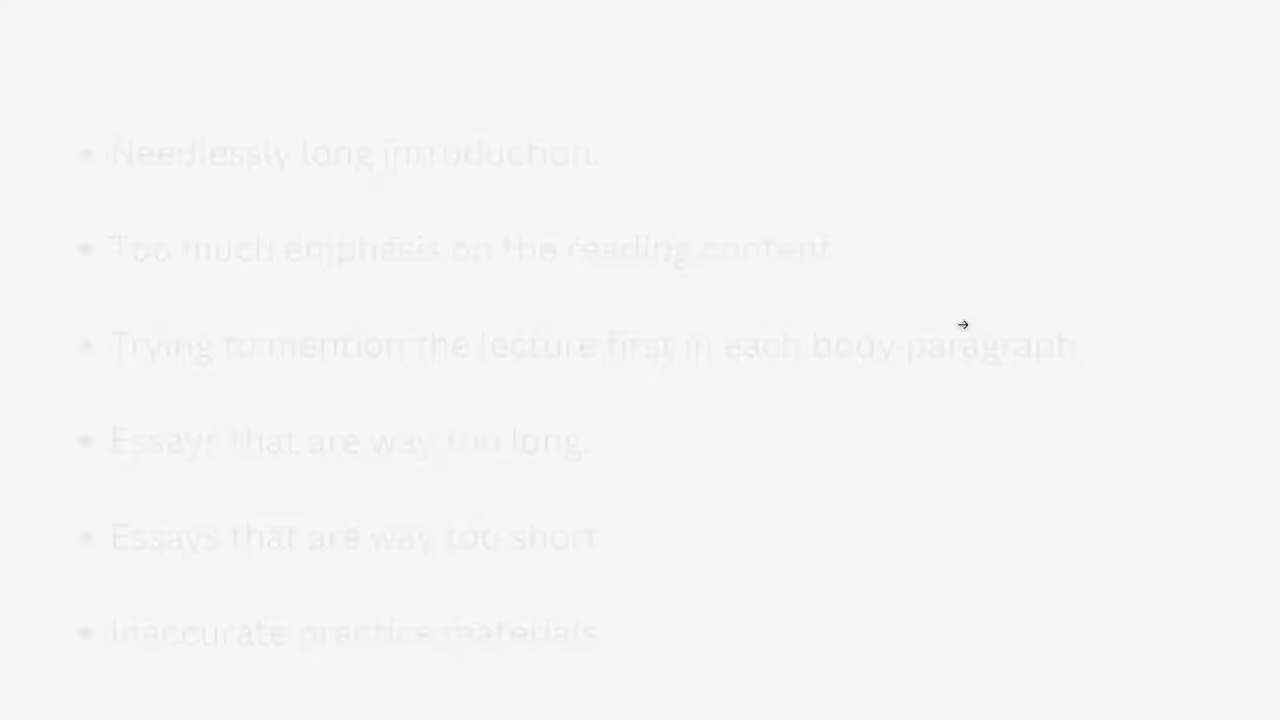 • Needlessly long introduction.
• Too much emphasis on the reading content
• Trying to mention the lecture first in each body paragraph
• Essays that are way too long.
• Essays that are way too short
• Inaccurate practice materials